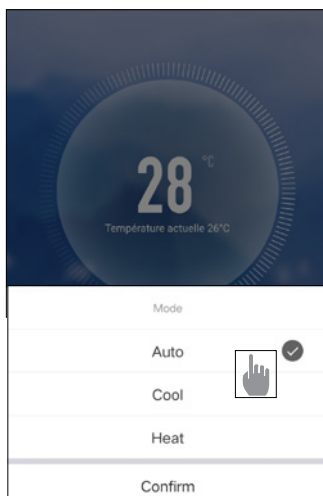 28 °C
Température actuelle 26°C
Mode
Auto
Cool
Heat
Confirm